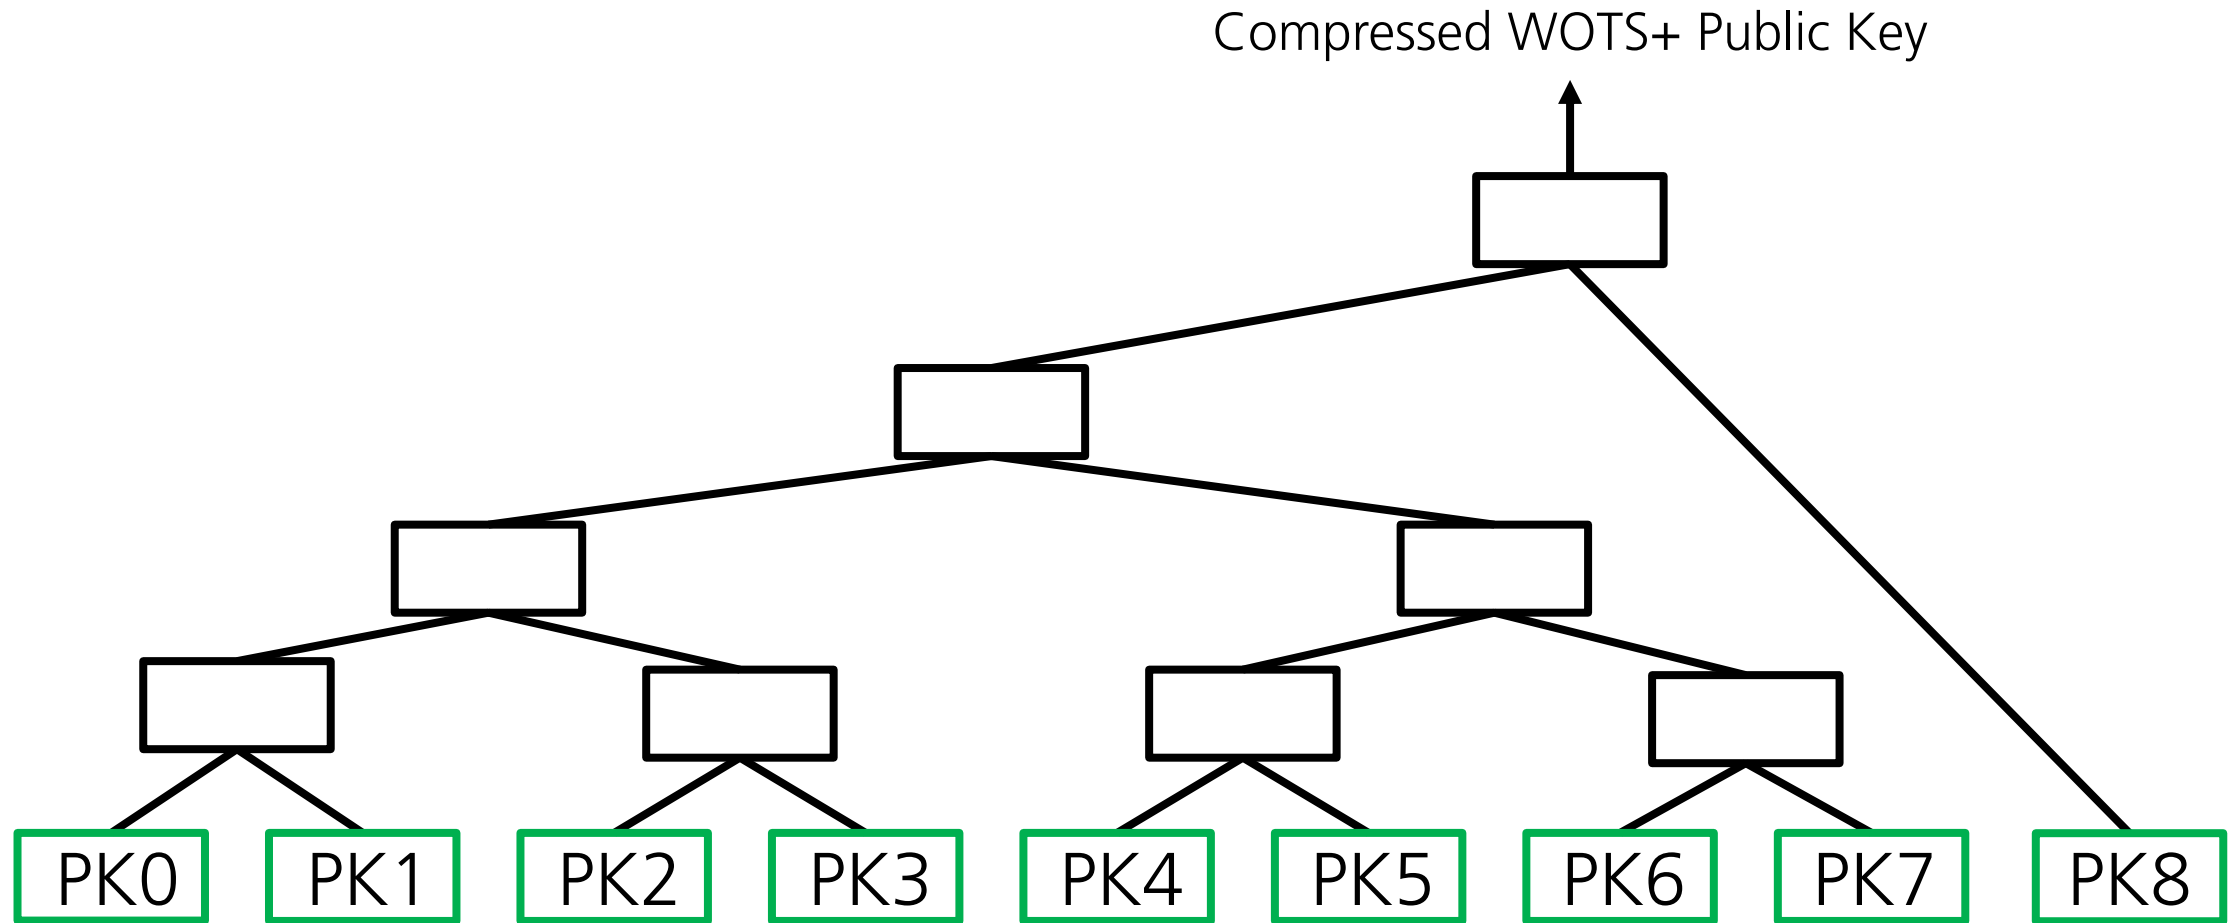 Compressed WOTS+ Public Key
PK0 PK1 PK2 PK3 PK4 PK5 PK6 PK7 PK8